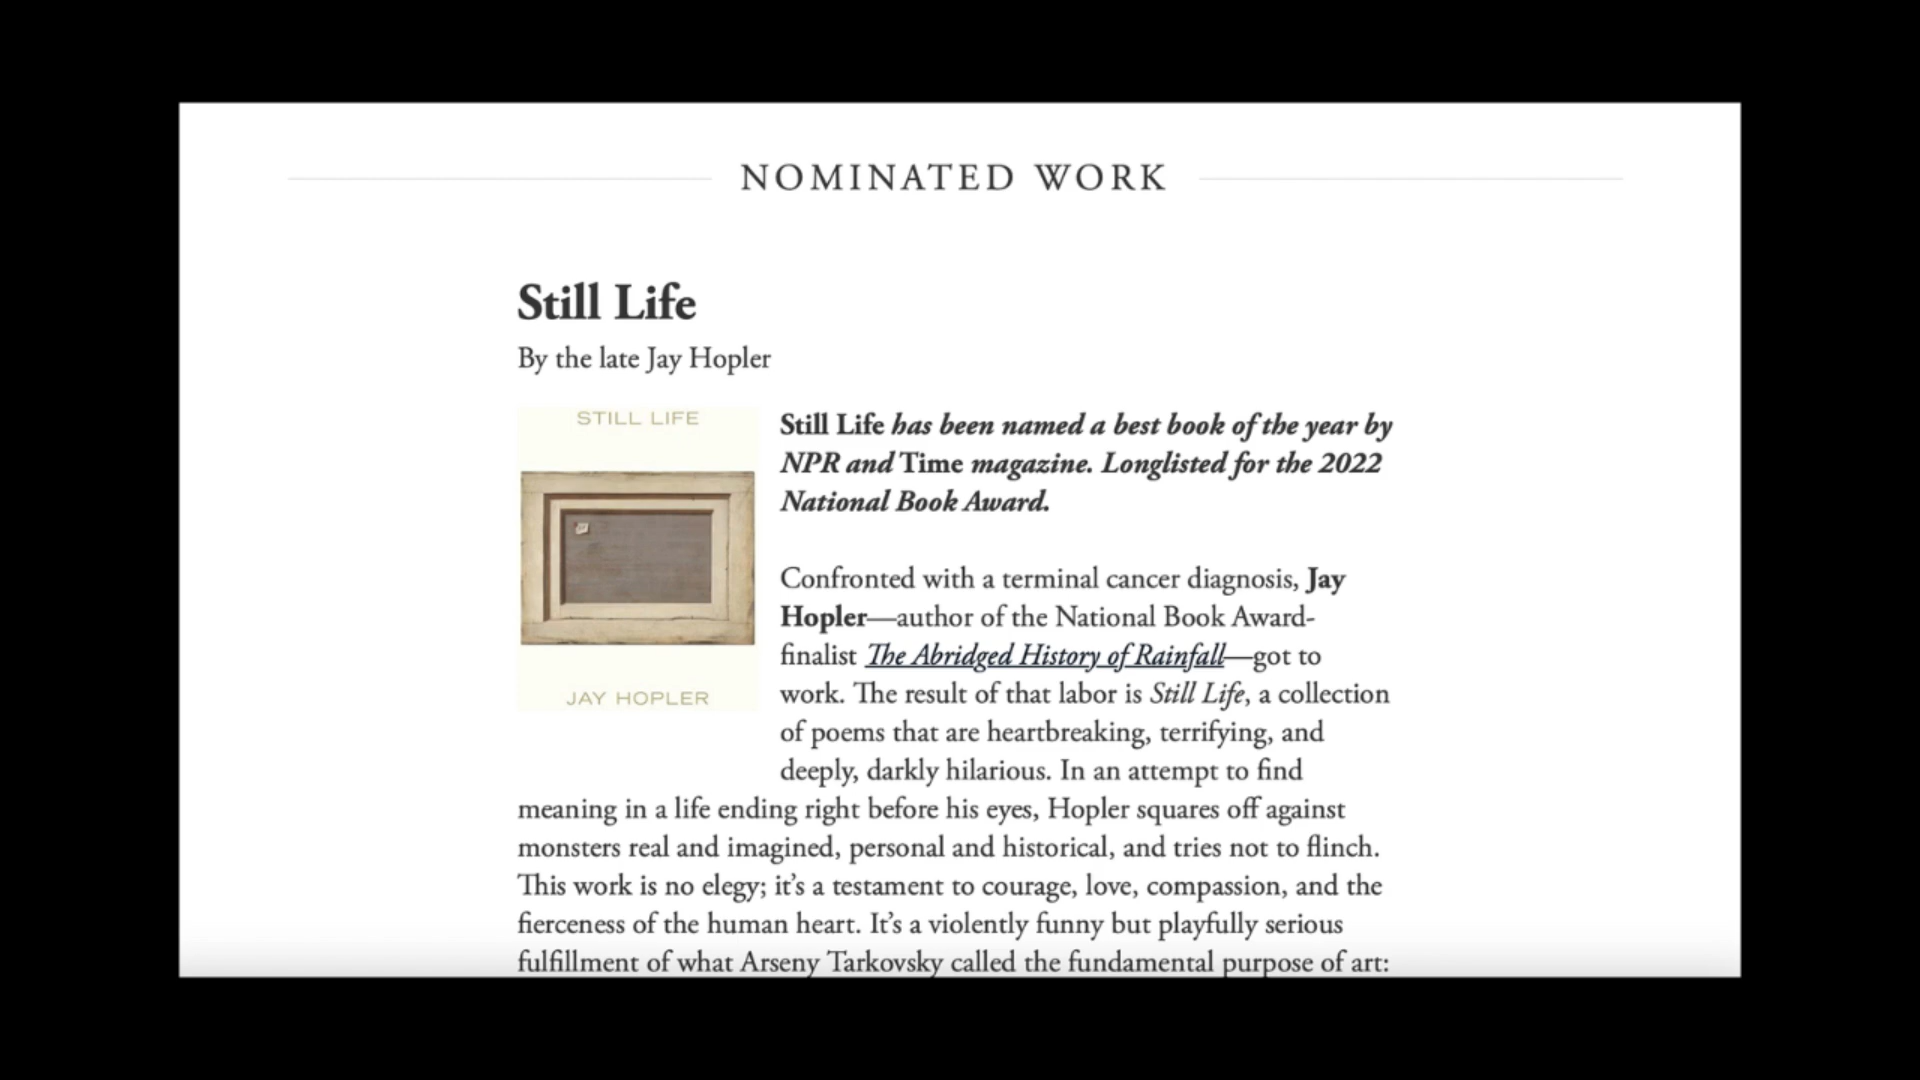 NOMINATED WORK
Still Life
By the late Jay Hopler
STILL LIFE
JAY HOPLER
Still Life has been named a best book of the year by
NPR and Time magazine. Longlisted for the 2022
National Book Award.
Confronted with a terminal cancer diagnosis, Jay
Hopler—author of the National Book Award-
finalist The Abridged History of Rainfall—got to
work. The result of that labor is Still Life, a collection
of poems that are heartbreaking, terrifying, and
deeply, darkly hilarious. In an attempt to find
meaning in a life ending right before his eyes, Hopler squares off against
monsters real and imagined, personal and historical, and tries not to flinch.
This work is no elegy; it’s a testament to courage, love, compassion, and the
fierceness of the human heart. It’s a violently funny but playfully serious
fulfillment of what Arseny Tarkovsky called the fundamental purpose of art: